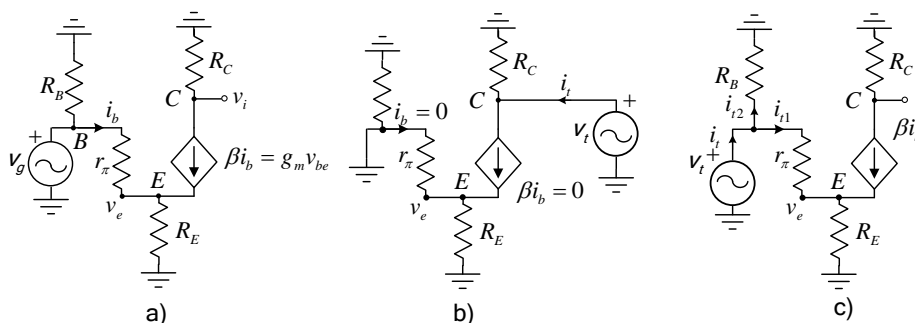 R_B
i_b
B
v_g
+
r_π
v_e
E
R_E
R_C
C
v_i
βi_b = g_m v_be
a)
i_b = 0
r_π
v_e
E
R_E
R_C
C
i_t
+
v_t
βi_b = 0
b)
R_B
i_t2
i_t1
i_t
v_t
+
r_π
v_e
E
R_E
R_C
C
c)